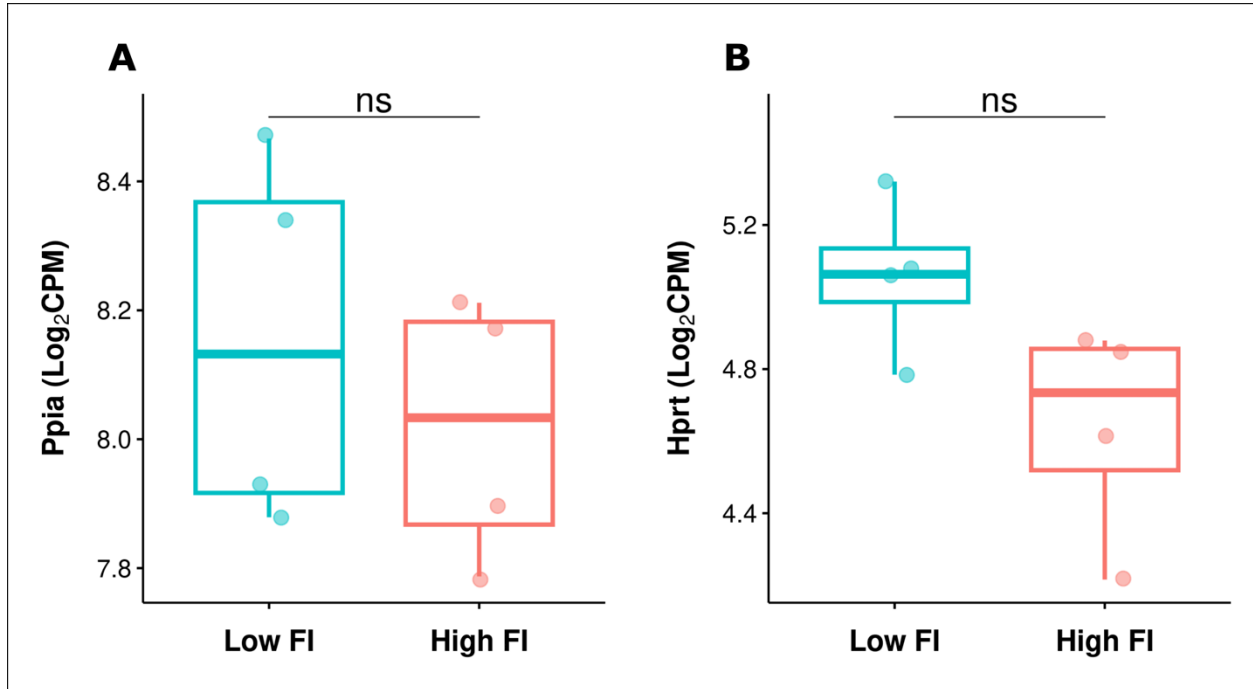 A
ns
Ppia (Log₂CPM)
8.4
8.2
8.0
7.8
Low FI
High FI
B
ns
Hprt (Log₂CPM)
5.2
4.8
4.4
Low FI
High FI